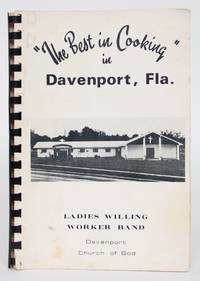 "The Best in Cooking"
in
Davenport, Fla.
LADIES WILLING
WORKER BAND
Davenport
Church of God